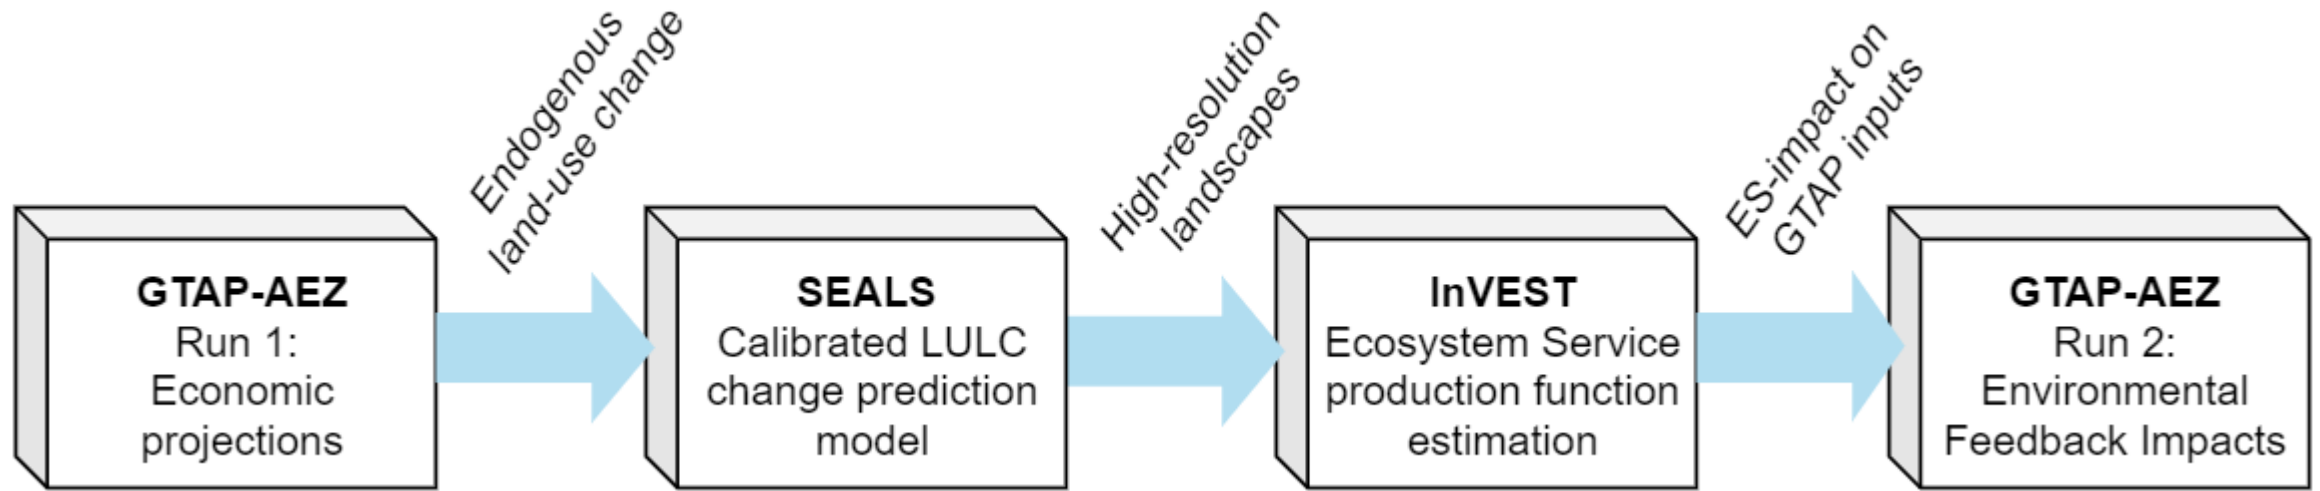 GTAP-AEZ
Run 1:
Economic
projections
Endogenous
land-use change
SEALS
Calibrated LULC
change prediction
model
High-resolution
landscapes
InVEST
Ecosystem Service
production function
estimation
ES-impact on
GTAP inputs
GTAP-AEZ
Run 2:
Environmental
Feedback Impacts